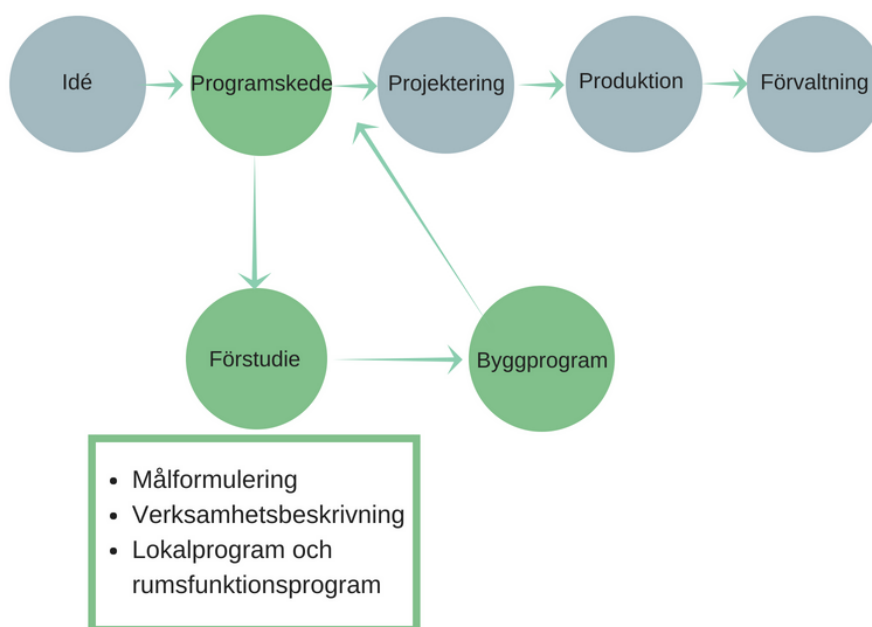 Idé
Programskede
Projektering
Produktion
Förvaltning
Förstudie
Byggprogram
• Målformulering
• Verksamhetsbeskrivning
• Lokalprogram och
rumsfunktionsprogram